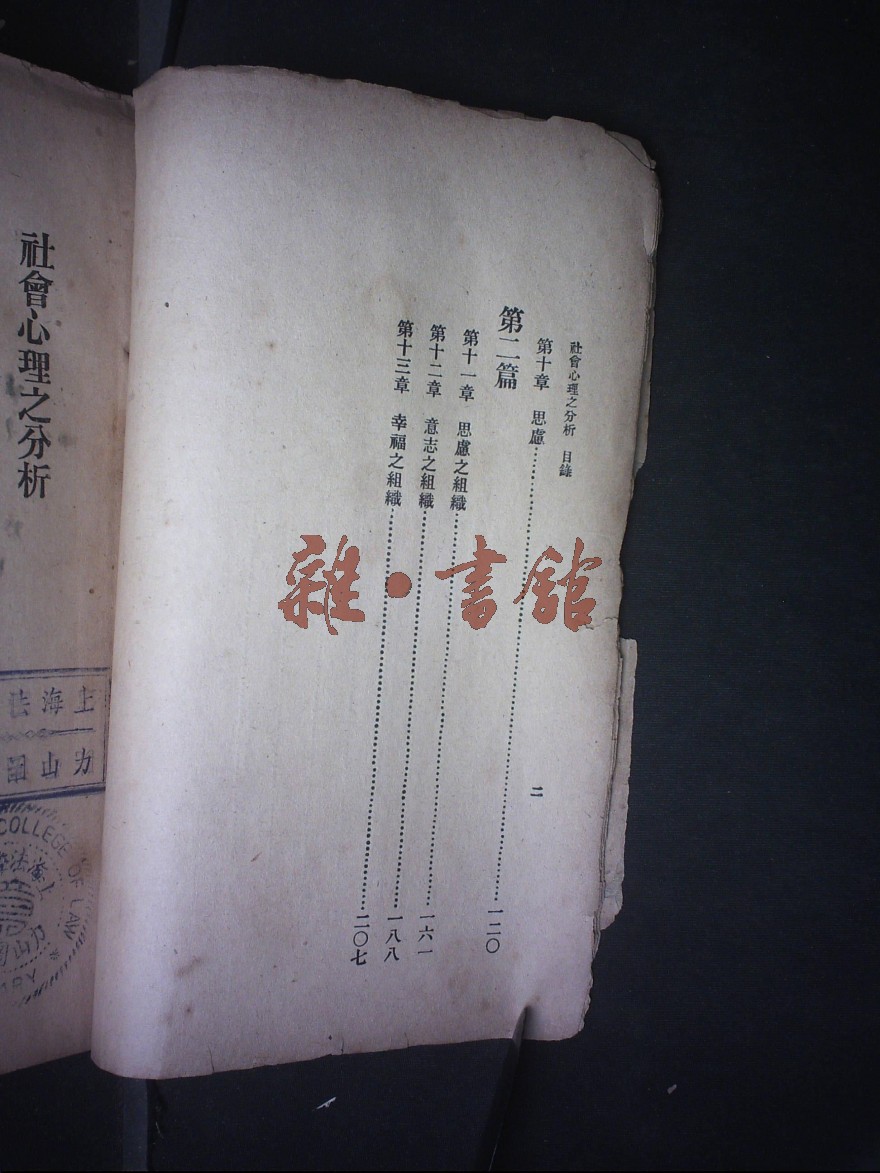 社會心理之分析 目錄
二
第十章 思慮 一二〇
第二篇
第十一章 思慮之組織 一六一
第十二章 意志之組織 一八八
第十三章 幸福之組織 二〇七
社會心理之分析
雜·書館
上海法
COLLEGE OF LAW